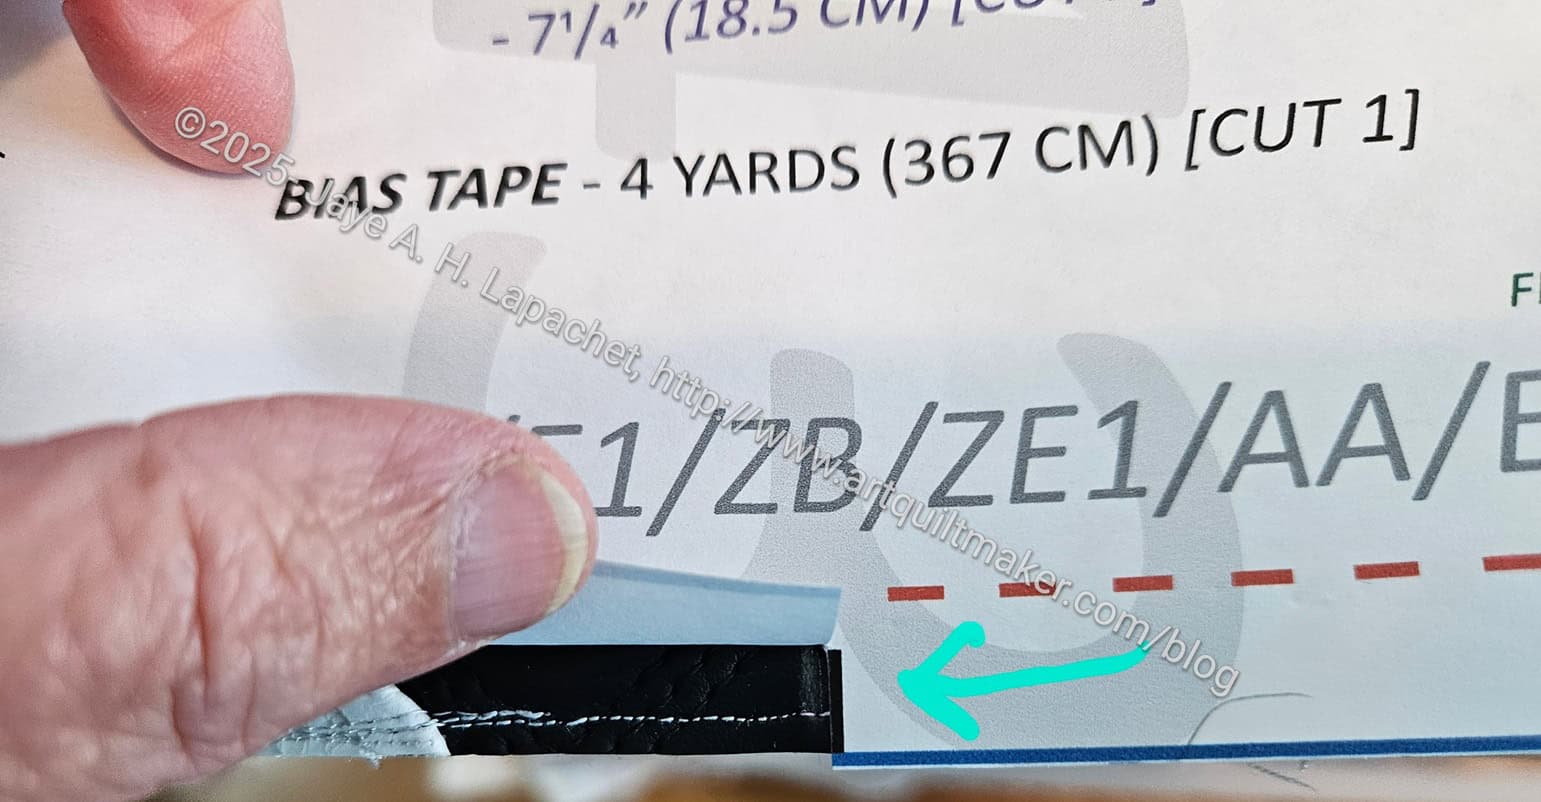 - 7¹/₄” (18.5 CM)
BIAS TAPE - 4 YARDS (367 CM) [CUT 1]
1/ZB/ZE1/AA/
©2025, Jaye A. H. Lapachet, http://www.artquiltmaker.com/blog